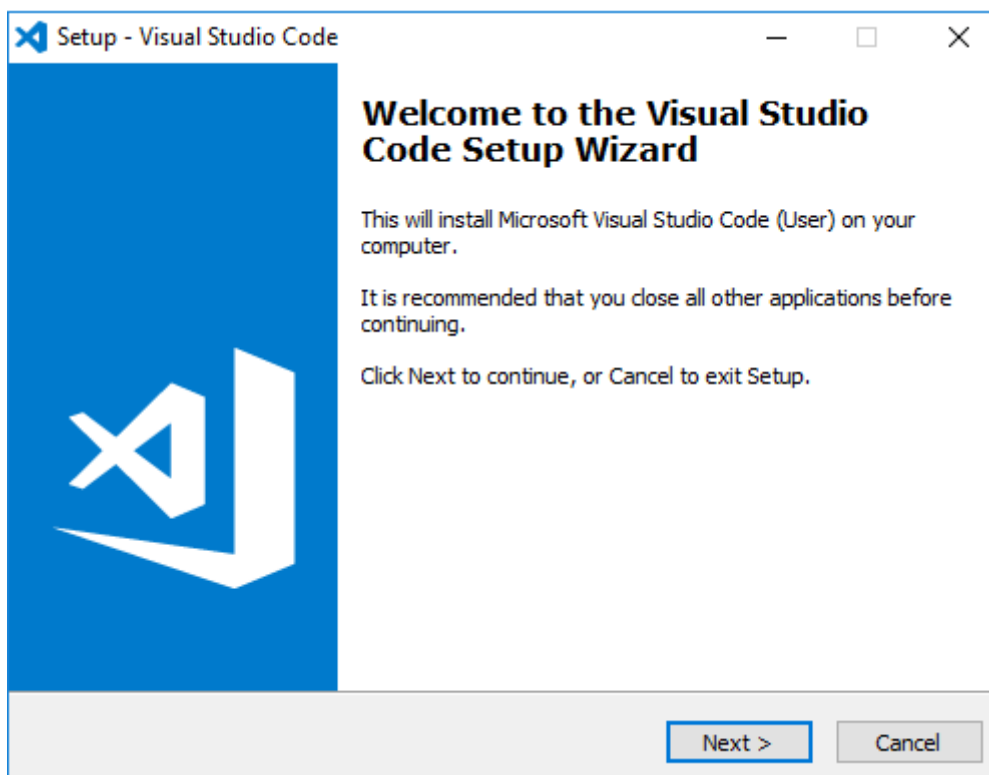 Setup - Visual Studio Code
Welcome to the Visual Studio
Code Setup Wizard
This will install Microsoft Visual Studio Code (User) on your
computer.
It is recommended that you close all other applications before
continuing.
Click Next to continue, or Cancel to exit Setup.
Next >
Cancel